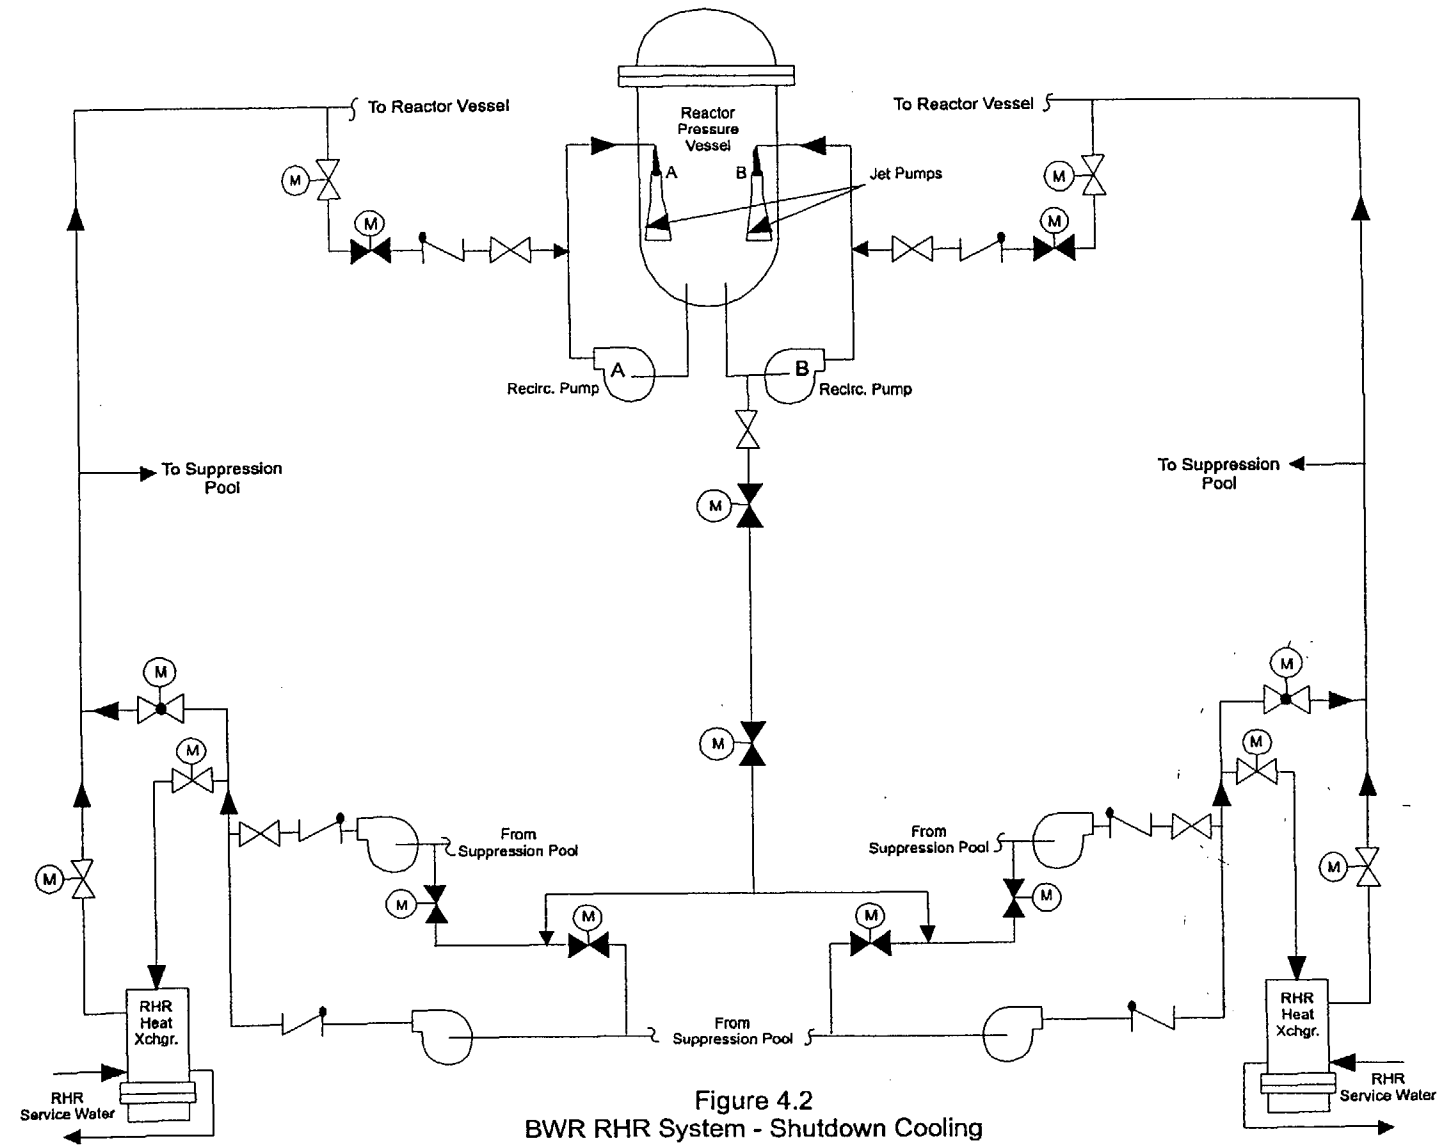 To Reactor Vessel
To Reactor Vessel
Reactor
Pressure
Vessel
M
M
A
B
Jet Pumps
M
M
A
B
Recirc. Pump
Recirc. Pump
To Suppression
Pool
To Suppression
Pool
M
M
M
M
M
M
From
Suppression Pool
From
Suppression Pool
M
M
M
M
M
M
RHR
Heat
Xchgr.
RHR
Heat
Xchgr.
From
Suppression Pool
RHR
Service Water
RHR
Service Water
Figure 4.2
BWR RHR System - Shutdown Cooling